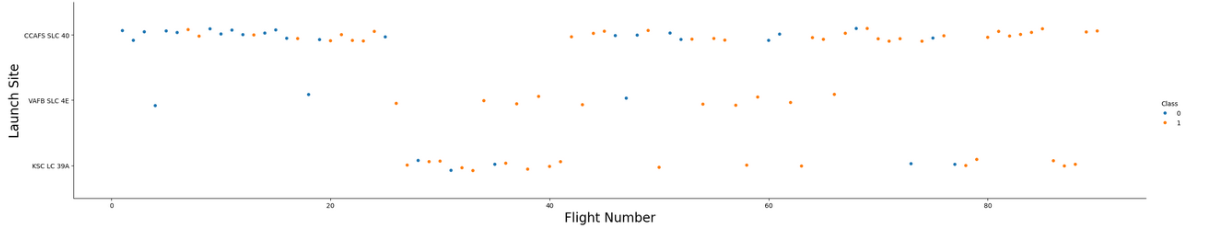 Launch Site
CCAFS SLC 40
VAFB SLC 4E
KSC LC 39A
0 20 40 60 80
Flight Number
Class
0
1